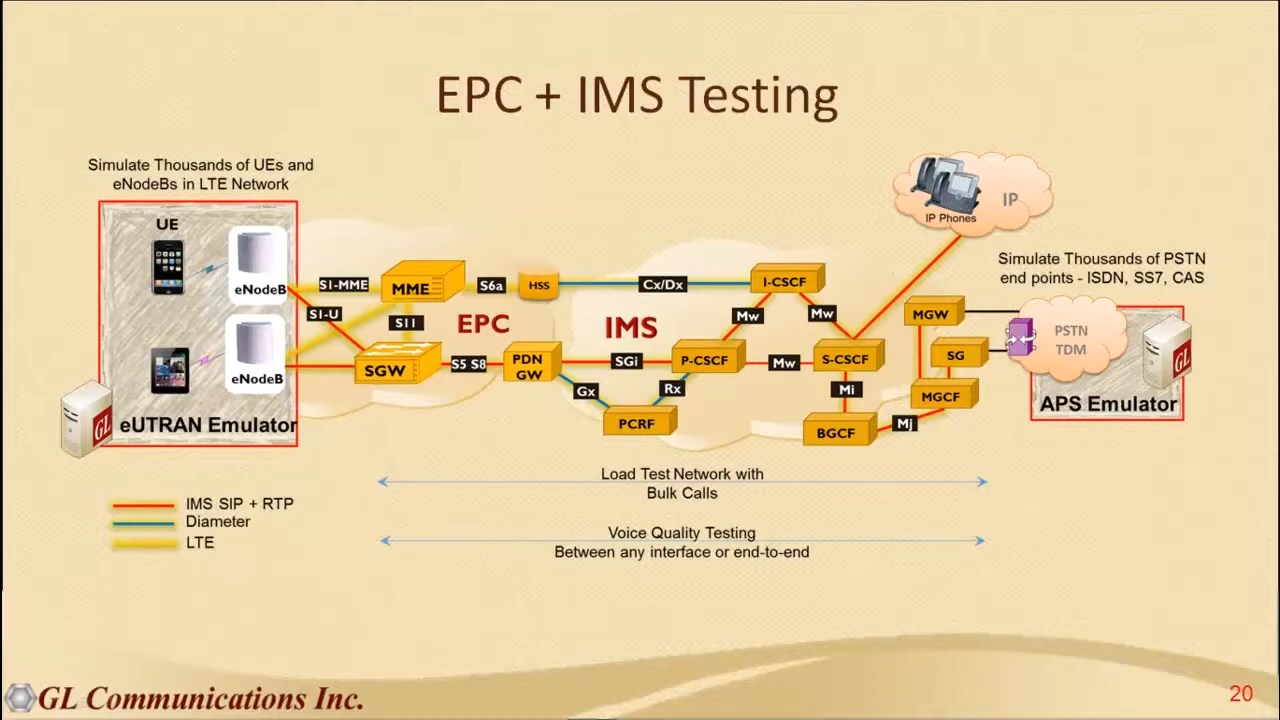 EPC + IMS Testing
Simulate Thousands of UEs and
eNodeBs in LTE Network
UE
eNodeB
eNodeB
eUTRAN Emulator
GL
S1-MME
S1-U
MME
S6a
HSS
S11
EPC
SGW
S5 S8
PDN
GW
Cx/Dx
IMS
SGi
Gx
Rx
PCRF
I-CSCF
Mw
Mw
P-CSCF
Mw
S-CSCF
Mi
BGCF
Mj
IP Phones
IP
Simulate Thousands of PSTN
end points - ISDN, SS7, CAS
MGW
SG
MGCF
PSTN
TDM
GL
APS Emulator
Load Test Network with
Bulk Calls
Voice Quality Testing
Between any interface or end-to-end
IMS SIP + RTP
Diameter
LTE
GL Communications Inc.
20